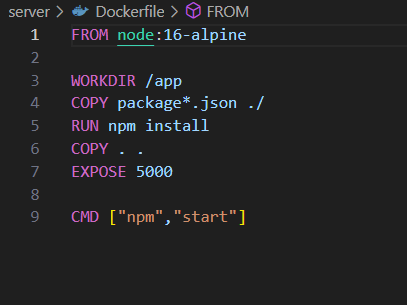 server > Dockerfile > FROM
1 FROM node:16-alpine
2
3 WORKDIR /app
4 COPY package*.json ./
5 RUN npm install
6 COPY . .
7 EXPOSE 5000
8
9 CMD ["npm","start"]